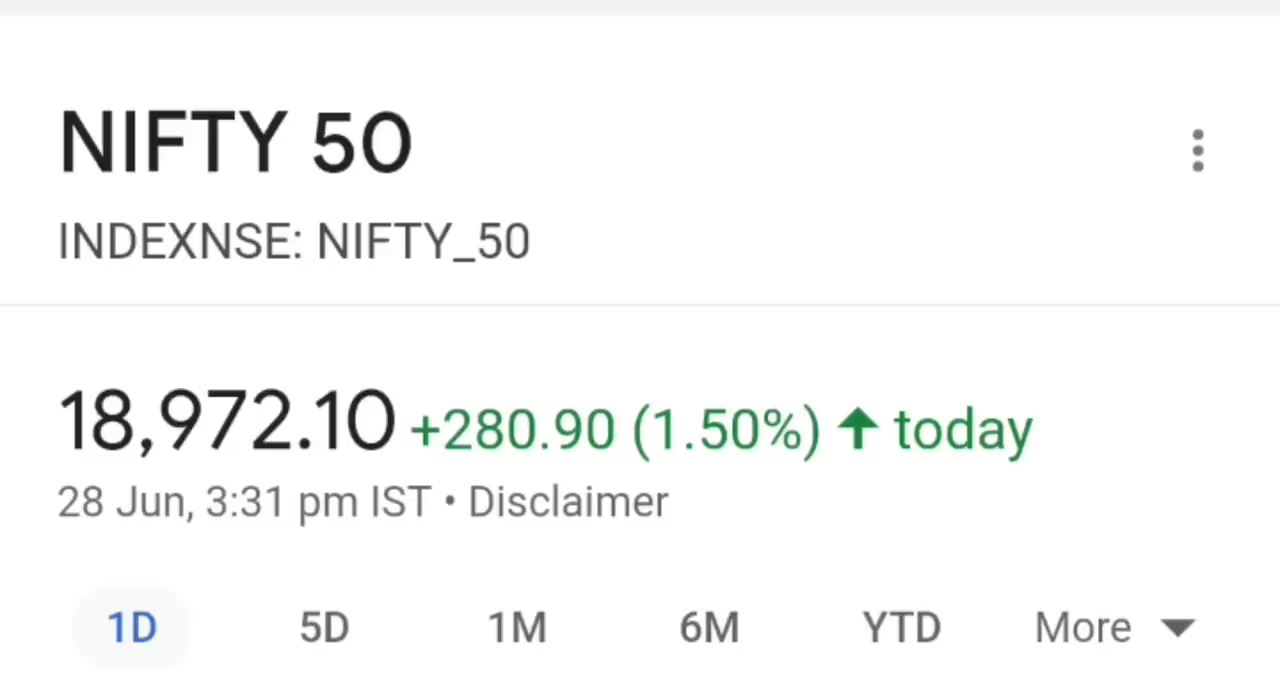 NIFTY 50
INDEXNSE: NIFTY_50
18,972.10 +280.90 (1.50%) ↑ today
28 Jun, 3:31 pm IST • Disclaimer
1D 5D 1M 6M YTD More